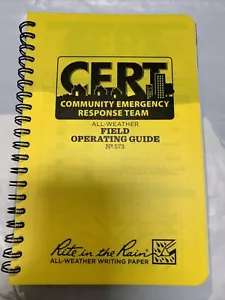 CERT
COMMUNITY EMERGENCY
RESPONSE TEAM
ALL-WEATHER
FIELD
OPERATING GUIDE
Nº 573
Rite in the Rain
ALL-WEATHER WRITING PAPER